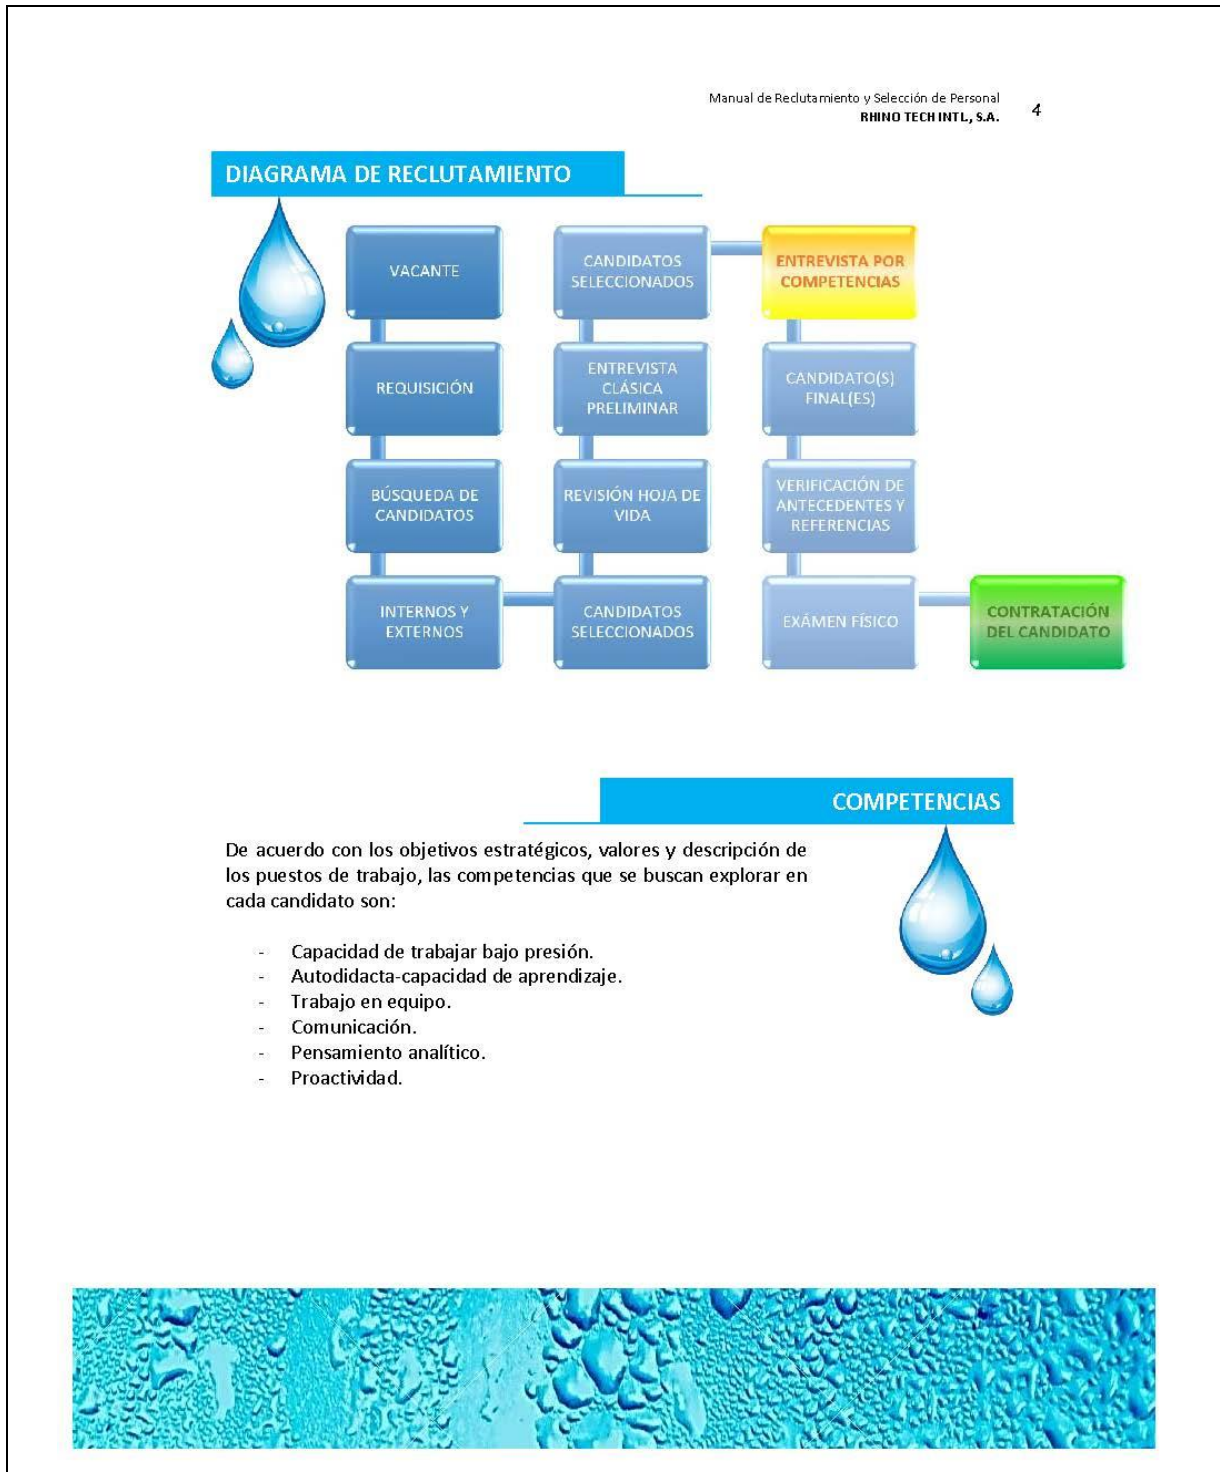 Manual de Reclutamiento y Selección de Personal
RHINO TECH INTL., S.A.
4
DIAGRAMA DE RECLUTAMIENTO
VACANTE
REQUISICIÓN
BÚSQUEDA DE
CANDIDATOS
INTERNOS Y
EXTERNOS
CANDIDATOS
SELECCIONADOS
REVISIÓN HOJA DE
VIDA
ENTREVISTA
CLÁSICA
PRELIMINAR
CANDIDATOS
SELECCIONADOS
ENTREVISTA POR
COMPETENCIAS
CANDIDATO(S)
FINAL(ES)
VERIFICACIÓN DE
ANTECEDENTES Y
REFERENCIAS
EXÁMEN FÍSICO
CONTRATACIÓN
DEL CANDIDATO
COMPETENCIAS
De acuerdo con los objetivos estratégicos, valores y descripción de
los puestos de trabajo, las competencias que se buscan explorar en
cada candidato son:
- Capacidad de trabajar bajo presión.
- Autodidacta-capacidad de aprendizaje.
- Trabajo en equipo.
- Comunicación.
- Pensamiento analítico.
- Proactividad.